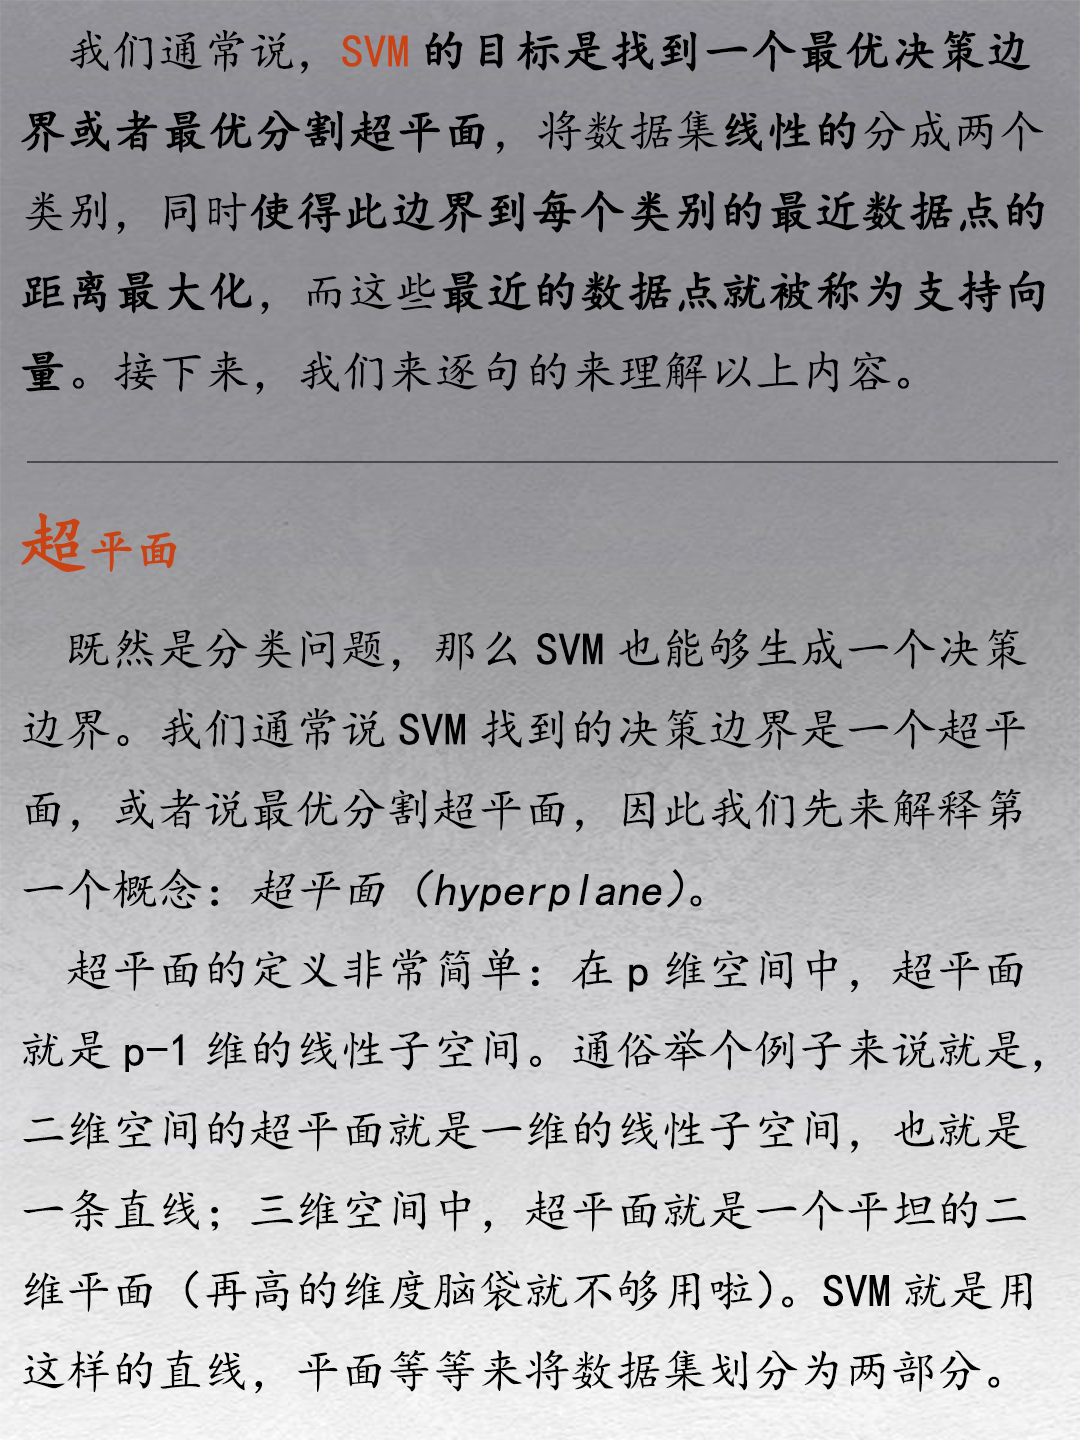 我们通常说，SVM 的目标是找到一个最优决策边
界或者最优分割超平面，将数据集线性的分成两个
类别，同时使得此边界到每个类别的最近数据点的
距离最大化，而这些最近的数据点就被称为支持向
量。接下来，我们来逐句的来理解以上内容。
超平面
既然是分类问题，那么 SVM 也能够生成一个决策
边界。我们通常说 SVM 找到的决策边界是一个超平
面，或者说最优分割超平面，因此我们先来解释第
一个概念：超平面（hyperplane）。
超平面的定义非常简单：在 p 维空间中，超平面
就是 p-1 维的线性子空间。通俗举个例子来说就是，
二维空间的超平面就是一维的线性子空间，也就是
一条直线；三维空间中，超平面就是一个平坦的二
维平面（再高的维度脑袋就不够用啦）。SVM 就是用
这样的直线，平面等等来将数据集划分为两部分。